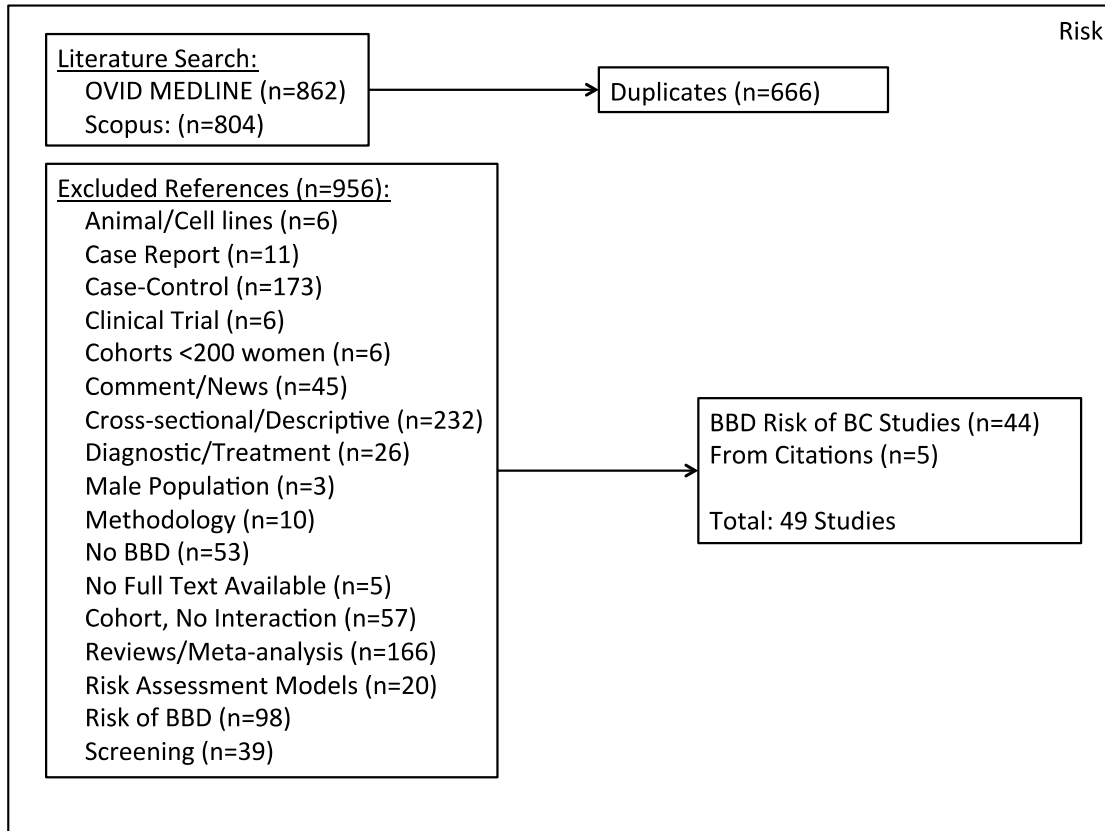 Risk
Literature Search:
OVID MEDLINE (n=862)
Scopus: (n=804)
Duplicates (n=666)
Excluded References (n=956):
Animal/Cell lines (n=6)
Case Report (n=11)
Case-Control (n=173)
Clinical Trial (n=6)
Cohorts <200 women (n=6)
Comment/News (n=45)
Cross-sectional/Descriptive (n=232)
Diagnostic/Treatment (n=26)
Male Population (n=3)
Methodology (n=10)
No BBD (n=53)
No Full Text Available (n=5)
Cohort, No Interaction (n=57)
Reviews/Meta-analysis (n=166)
Risk Assessment Models (n=20)
Risk of BBD (n=98)
Screening (n=39)
BBD Risk of BC Studies (n=44)
From Citations (n=5)
Total: 49 Studies